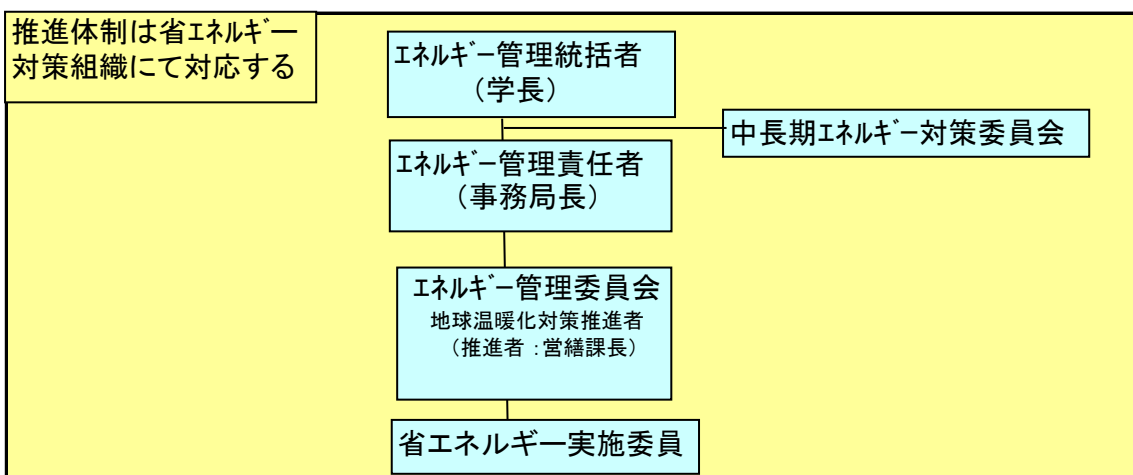 推進体制は省ｴﾈﾙｷﾞｰ
対策組織にて対応する
ｴﾈﾙｷﾞｰ管理統括者
（学長）
中長期ｴﾈﾙｷﾞｰ対策委員会
ｴﾈﾙｷﾞｰ管理責任者
（事務局長）
ｴﾈﾙｷﾞｰ管理委員会
地球温暖化対策推進者
（推進者：営繕課長）
省エネルギー実施委員